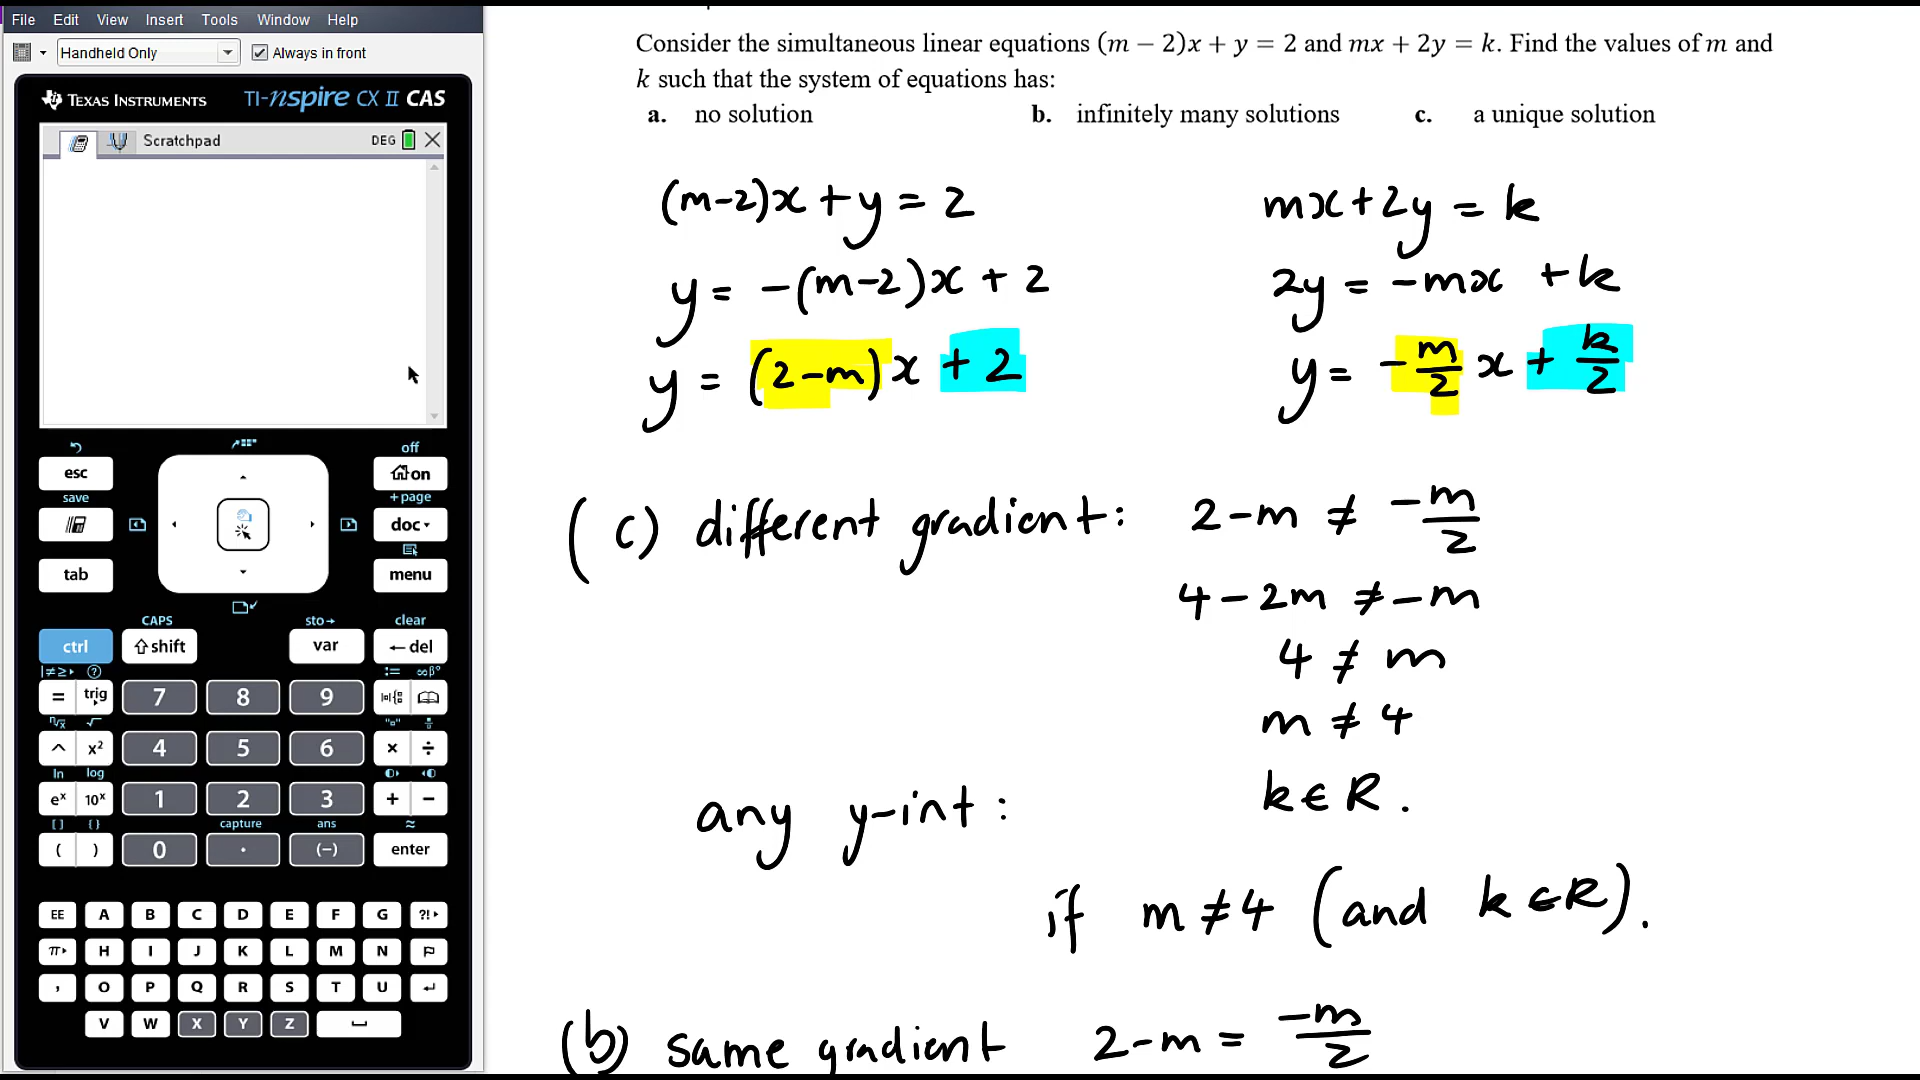 File Edit View Insert Tools Window Help
Handheld Only Always in front
TEXAS INSTRUMENTS TI-nspire CX II CAS
Scratchpad DEG
off
esc on
save + page
doc
tab menu
CAPS sto→ clear
ctrl shift var ← del
|≠≥▸ ? := ∞β°
= trig 7 8 9
ⁿ√x √ "□"
^ x² 4 5 6 × ÷
ln log
eˣ 10ˣ 1 2 3 + −
[ ] { } capture ans ≈
( ) 0 . (−) enter
EE A B C D E F G ?!▸
π▸ H I J K L M N
, O P Q R S T U ↵
V W X Y Z
Consider the simultaneous linear equations (m − 2)x + y = 2 and mx + 2y = k. Find the values of m and
k such that the system of equations has:
a. no solution b. infinitely many solutions c. a unique solution
(m-2)x + y = 2 mx + 2y = k
y = -(m-2)x + 2 2y = -mx + k
y = (2-m)x + 2 y = -m/2 x + k/2
(c) different gradient: 2-m ≠ -m/2
4 - 2m ≠ -m
4 ≠ m
m ≠ 4
any y-int: k ∈ R.
if m ≠ 4 (and k ∈ R).
(b) same gradient 2-m = -m/2